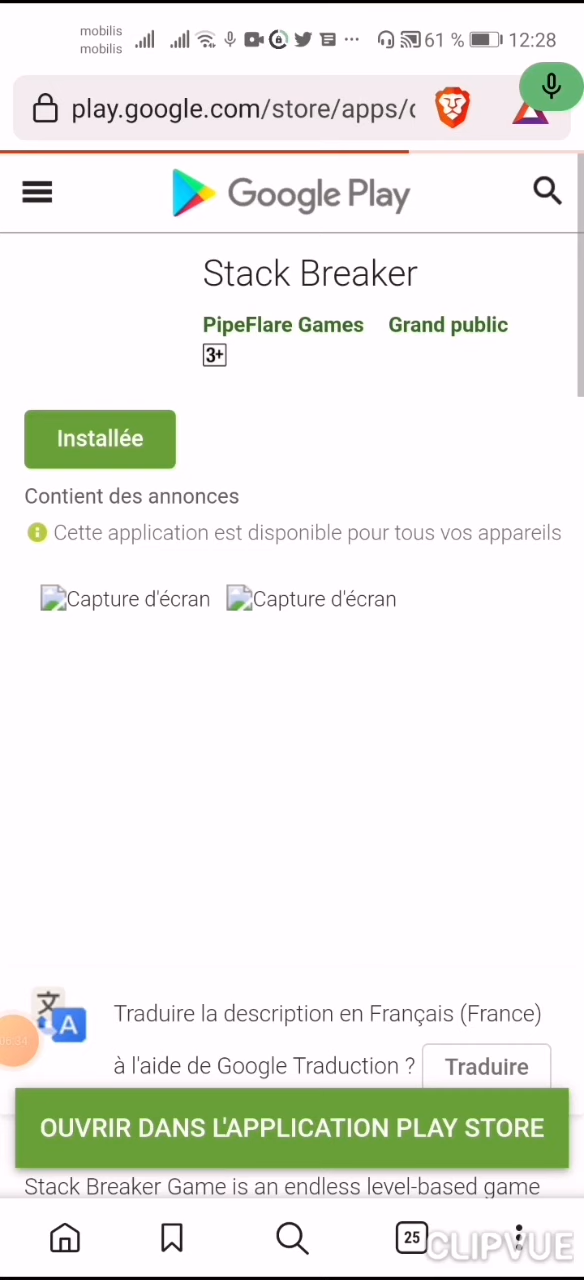 mobilis
mobilis
61 %
12:28
play.google.com/store/apps/
Google Play
Stack Breaker
PipeFlare Games Grand public
3+
Installée
Contient des annonces
Cette application est disponible pour tous vos appareils
Capture d'écran Capture d'écran
文
A
Traduire la description en Français (France)
06:34
à l'aide de Google Traduction ? Traduire
OUVRIR DANS L'APPLICATION PLAY STORE
Stack Breaker Game is an endless level-based game
25
CLIPVUE